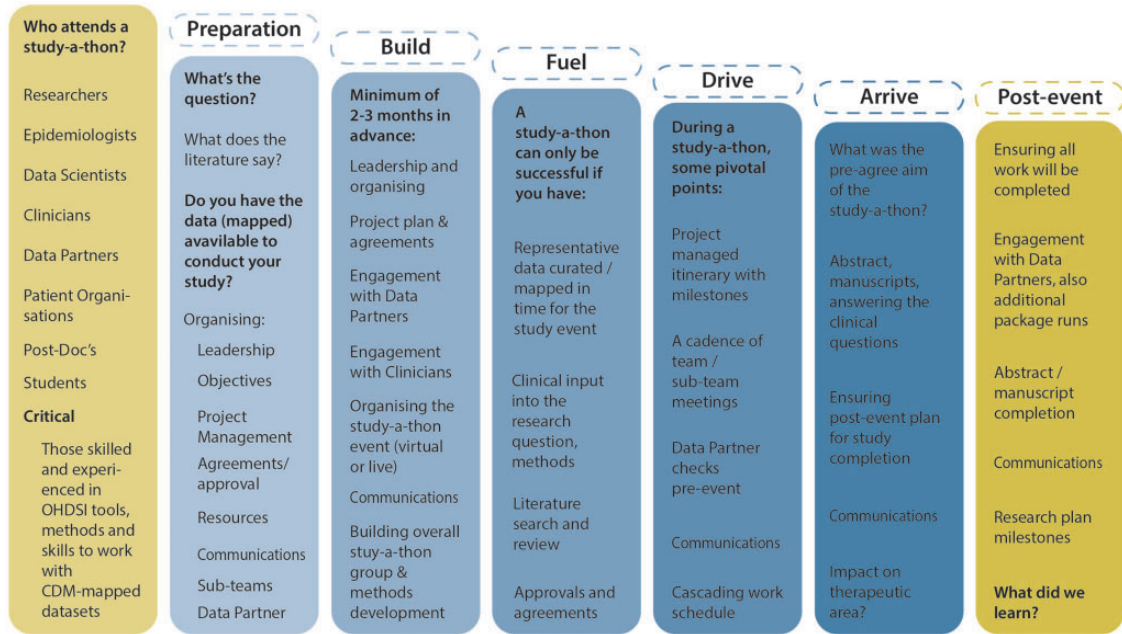 Who attends a
study-a-thon?
Researchers
Epidemiologists
Data Scientists
Clinicians
Data Partners
Patient Organi-
sations
Post-Doc's
Students
Critical
Those skilled
and experi-
enced in
OHDSI tools,
methods and
skills to work
with
CDM-mapped
datasets
Preparation
What's the
question?
What does the
literature say?
Do you have the
data (mapped)
avavilable to
conduct your
study?
Organising:
Leadership
Objectives
Project
Management
Agreements/
approval
Resources
Communications
Sub-teams
Data Partner
Build
Minimum of
2-3 months in
advance:
Leadership and
organising
Project plan &
agreements
Engagement
with Data
Partners
Engagement
with Clinicians
Organising the
study-a-thon
event (virtual
or live)
Communications
Building overall
stuy-a-thon
group &
methods
development
Fuel
A
study-a-thon
can only be
successful if
you have:
Representative
data curated /
mapped in
time for the
study event
Clinical input
into the
research
question,
methods
Literature
search and
review
Approvals and
agreements
Drive
During a
study-a-thon,
some pivotal
points:
Project
managed
itinerary with
milestones
A cadence of
team /
sub-team
meetings
Data Partner
checks
pre-event
Communications
Cascading work
schedule
Arrive
What was the
pre-agree aim
of the
study-a-thon?
Abstract,
manuscripts,
answering the
clinical
questions
Ensuring
post-event plan
for study
completion
Communications
Impact on
therapeutic
area?
Post-event
Ensuring all
work will be
completed
Engagement
with Data
Partners, also
additional
package runs
Abstract /
manuscript
completion
Communications
Research plan
milestones
What did we
learn?